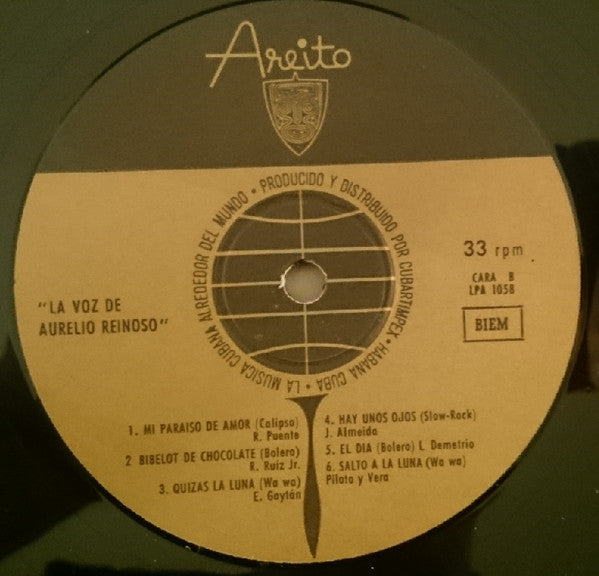 Areito
LA MUSICA CUBANA ALREDEDOR DEL MUNDO • PRODUCIDO Y DISTRIBUIDO POR CUBARTIMPEX • HABANA CUBA •
33 rpm
CARA B
LPA 1058
BIEM
"LA VOZ DE
AURELIO REINOSO"
1. MI PARAISO DE AMOR (Calipso)
R. Puente
2 BIBELOT DE CHOCOLATE (Bolero)
R. Ruiz Jr.
3. QUIZAS LA LUNA (Wa wa)
E. Gaytán
4. HAY UNOS OJOS (Slow-Rock)
J. Almeida
5. EL DIA (Bolero) L. Demetrio
6. SALTO A LA LUNA (Wa wa)
Pilato y Vera